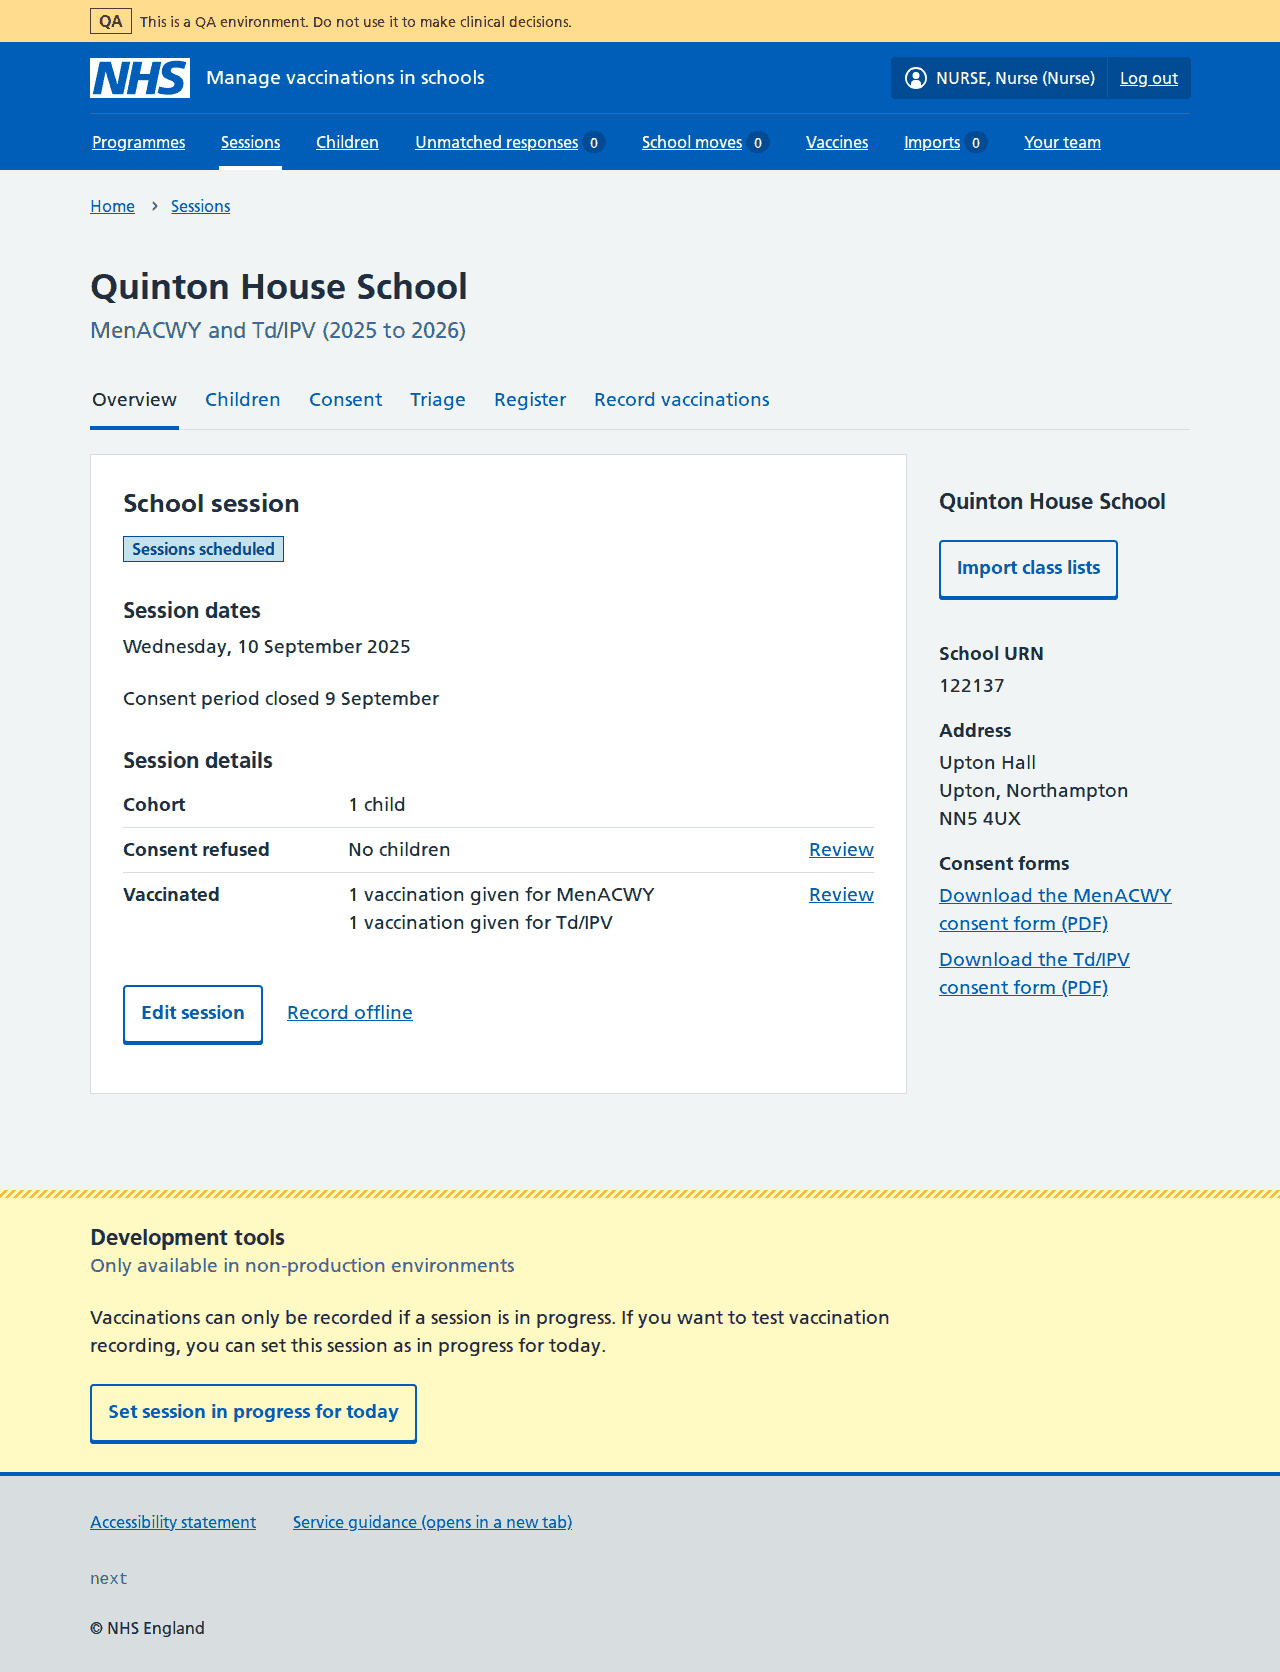 QA This is a QA environment. Do not use it to make clinical decisions.
NHS Manage vaccinations in schools NURSE, Nurse (Nurse) Log out
Programmes Sessions Children Unmatched responses 0 School moves 0 Vaccines Imports 0 Your team
Home Sessions
Quinton House School
MenACWY and Td/IPV (2025 to 2026)
Overview Children Consent Triage Register Record vaccinations
School session
Sessions scheduled
Session dates
Wednesday, 10 September 2025
Consent period closed 9 September
Session details
Cohort 1 child
Consent refused No children Review
Vaccinated 1 vaccination given for MenACWY Review
1 vaccination given for Td/IPV
Edit session Record offline
Quinton House School
Import class lists
School URN
122137
Address
Upton Hall
Upton, Northampton
NN5 4UX
Consent forms
Download the MenACWY
consent form (PDF)
Download the Td/IPV
consent form (PDF)
Development tools
Only available in non-production environments
Vaccinations can only be recorded if a session is in progress. If you want to test vaccination
recording, you can set this session as in progress for today.
Set session in progress for today
Accessibility statement Service guidance (opens in a new tab)
next
© NHS England